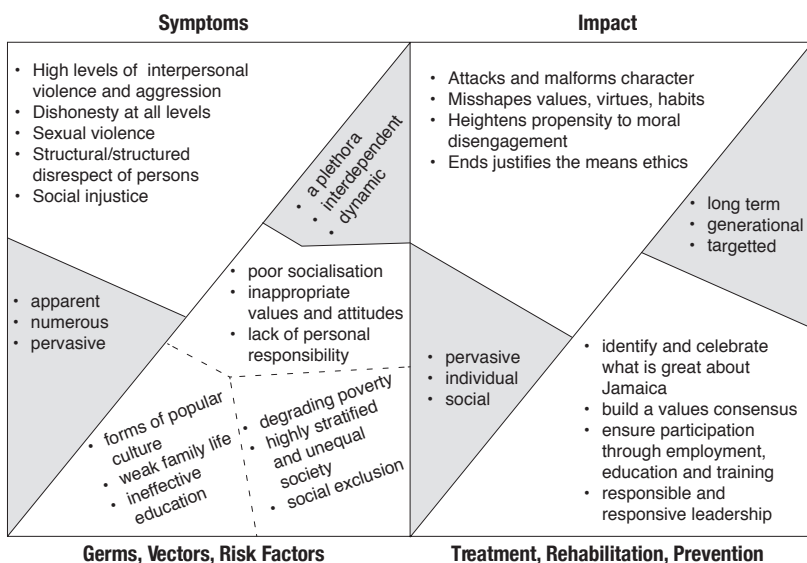 Symptoms
Impact
• High levels of interpersonal
violence and aggression
• Dishonesty at all levels
• Sexual violence
• Structural/structured
disrespect of persons
• Social injustice
• a plethora
• interdependent
• dynamic
• apparent
• numerous
• pervasive
• poor socialisation
• inappropriate
values and attitudes
• lack of personal
responsibility
• forms of popular
culture
• weak family life
• ineffective
education
• degrading poverty
• highly stratified
and unequal
society
• social exclusion
• Attacks and malforms character
• Misshapes values, virtues, habits
• Heightens propensity to moral
disengagement
• Ends justifies the means ethics
• long term
• generational
• targetted
• pervasive
• individual
• social
• identify and celebrate
what is great about
Jamaica
• build a values consensus
• ensure participation
through employment,
education and training
• responsible and
responsive leadership
Germs, Vectors, Risk Factors
Treatment, Rehabilitation, Prevention